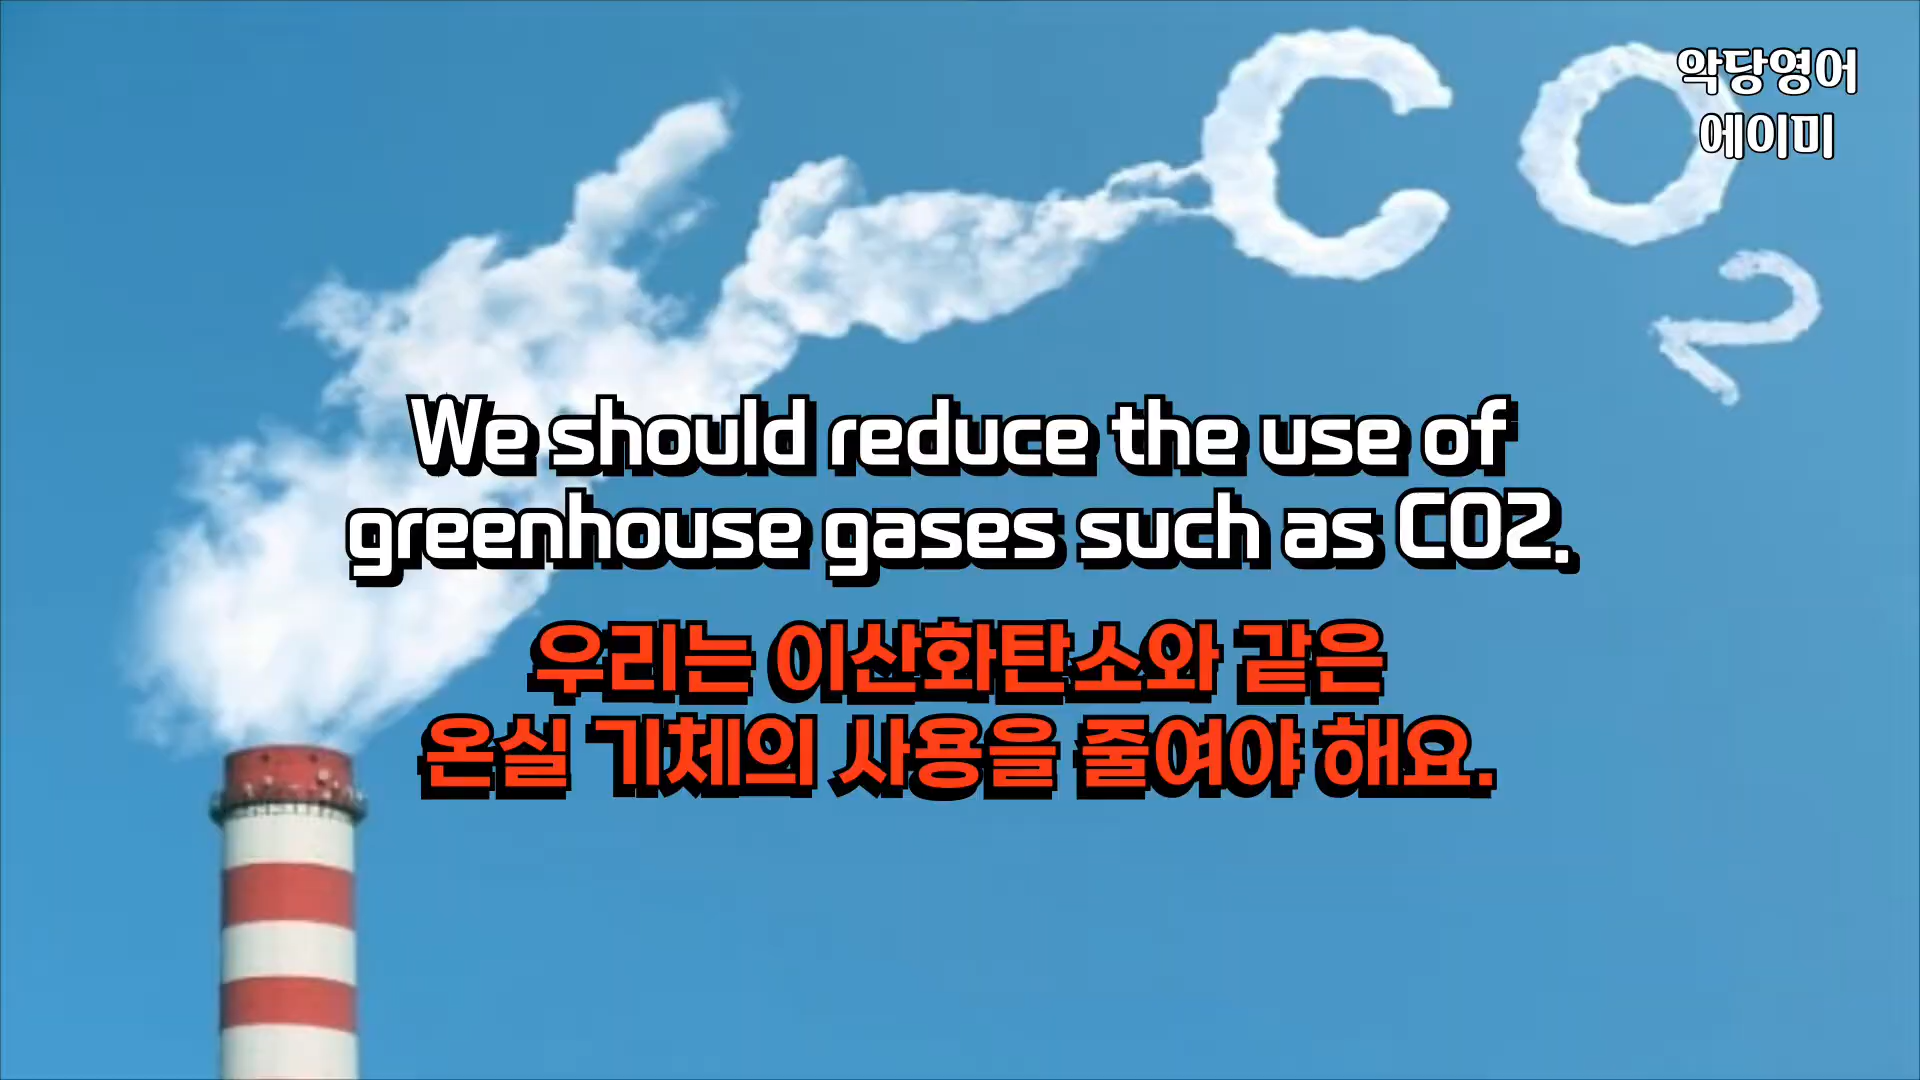 악당영어
에이미
CO2
We should reduce the use of
greenhouse gases such as CO2.
우리는 이산화탄소와 같은
온실 기체의 사용을 줄여야 해요.